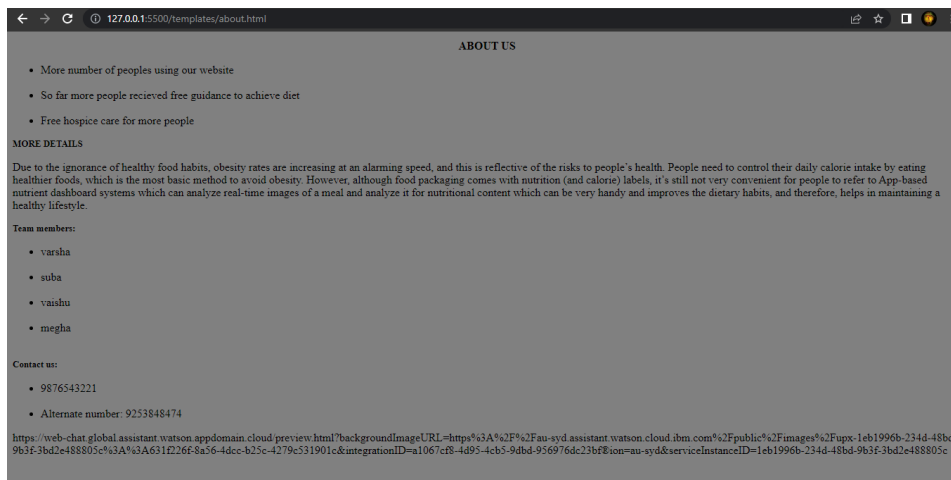 127.0.0.1:5500/templates/about.html
ABOUT US
More number of peoples using our website
So far more people recieved free guidance to achieve diet
Free hospice care for more people
MORE DETAILS
Due to the ignorance of healthy food habits, obesity rates are increasing at an alarming speed, and this is reflective of the risks to people's health. People need to control their daily calorie intake by eating
healthier foods, which is the most basic method to avoid obesity. However, although food packaging comes with nutrition (and calorie) labels, it's still not very convenient for people to refer to App-based
nutrient dashboard systems which can analyze real-time images of a meal and analyze it for nutritional content which can be very handy and improves the dietary habits, and therefore, helps in maintaining a
healthy lifestyle.
Team members:
varsha
suba
vaishu
megha
Contact us:
9876543221
Alternate number: 9253848474
https://web-chat.global.assistant.watson.appdomain.cloud/preview.html?backgroundImageURL=https%3A%2F%2Fau-syd.assistant.watson.cloud.ibm.com%2Fpublic%2Fimages%2Fupx-1eb1996b-234d-48bd-
9b3f-3bd2e488805c%3A%3A631f226f-8a56-4dcc-b25c-4279c531901c&integrationID=a1067cf8-4d95-4cb5-9dbd-956976dc23bf®ion=au-syd&serviceInstanceID=1eb1996b-234d-48bd-9b3f-3bd2e488805c